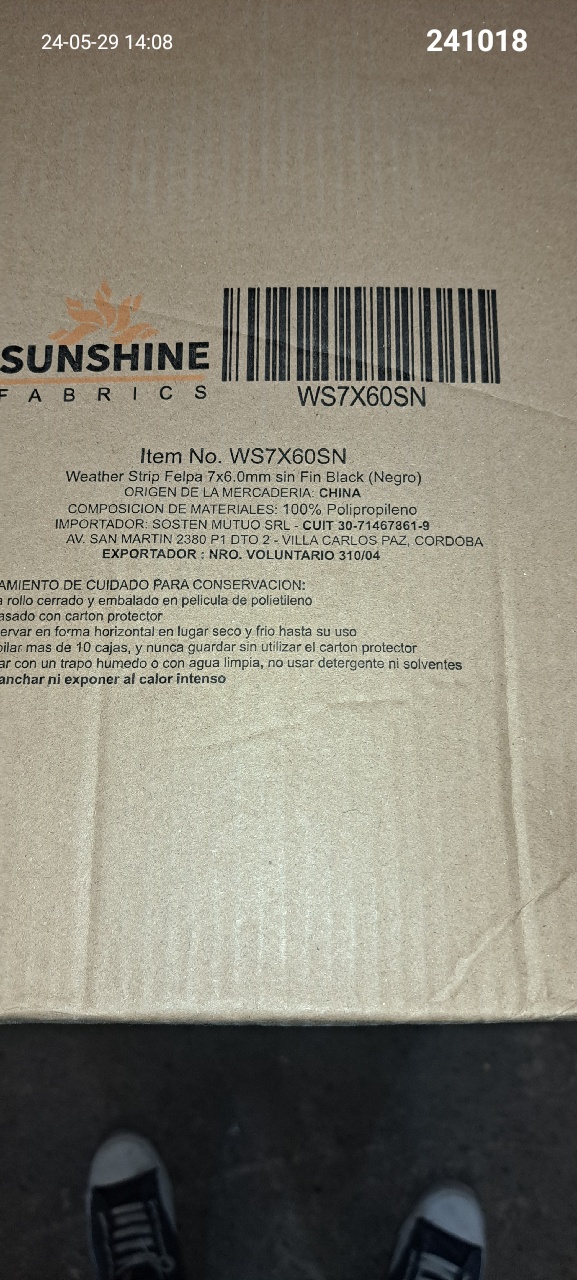 24-05-29 14:08
241018
SUNSHINE
FABRICS
WS7X60SN
Item No. WS7X60SN
Weather Strip Felpa 7x6.0mm sin Fin Black (Negro)
ORIGEN DE LA MERCADERIA: CHINA
COMPOSICION DE MATERIALES: 100% Polipropileno
IMPORTADOR: SOSTEN MUTUO SRL - CUIT 30-71467861-9
AV. SAN MARTIN 2380 P1 DTO 2 - VILLA CARLOS PAZ, CORDOBA
EXPORTADOR : NRO. VOLUNTARIO 310/04
AMIENTO DE CUIDADO PARA CONSERVACION:
a rollo cerrado y embalado en pelicula de polietileno
asado con carton protector
ervar en forma horizontal en lugar seco y frio hasta su uso
pilar mas de 10 cajas, y nunca guardar sin utilizar el carton protector
ar con un trapo humedo o con agua limpia, no usar detergente ni solventes
anchar ni exponer al calor intenso